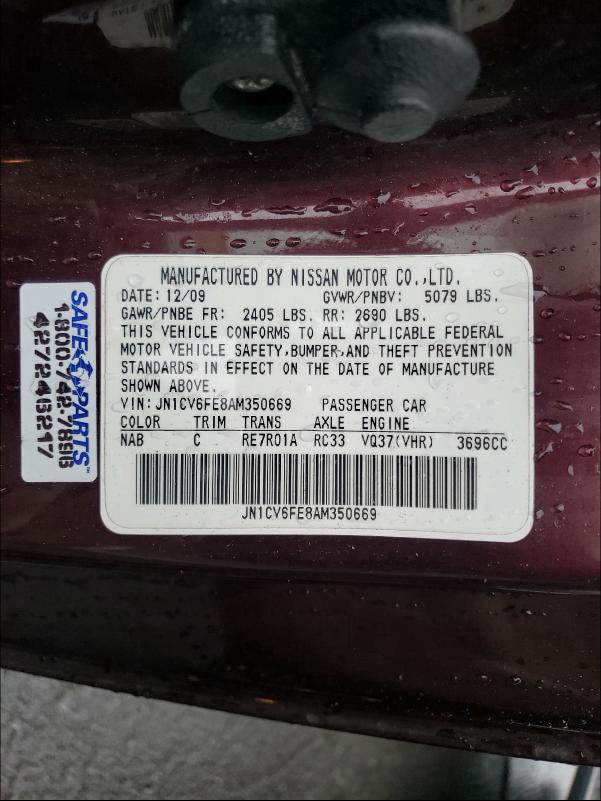 MANUFACTURED BY NISSAN MOTOR CO.,LTD.
DATE: 12/09 GVWR/PNBV: 5079 LBS.
GAWR/PNBE FR: 2405 LBS. RR: 2690 LBS.
THIS VEHICLE CONFORMS TO ALL APPLICABLE FEDERAL
MOTOR VEHICLE SAFETY,BUMPER,AND THEFT PREVENTION
STANDARDS IN EFFECT ON THE DATE OF MANUFACTURE
SHOWN ABOVE.
VIN: JN1CV6FE8AM350669 PASSENGER CAR
COLOR TRIM TRANS AXLE ENGINE
NAB C RE7R01A RC33 VQ37(VHR) 3696CC
JN1CV6FE8AM350669
SAFE PARTS™
1-800-742-7896
427246217